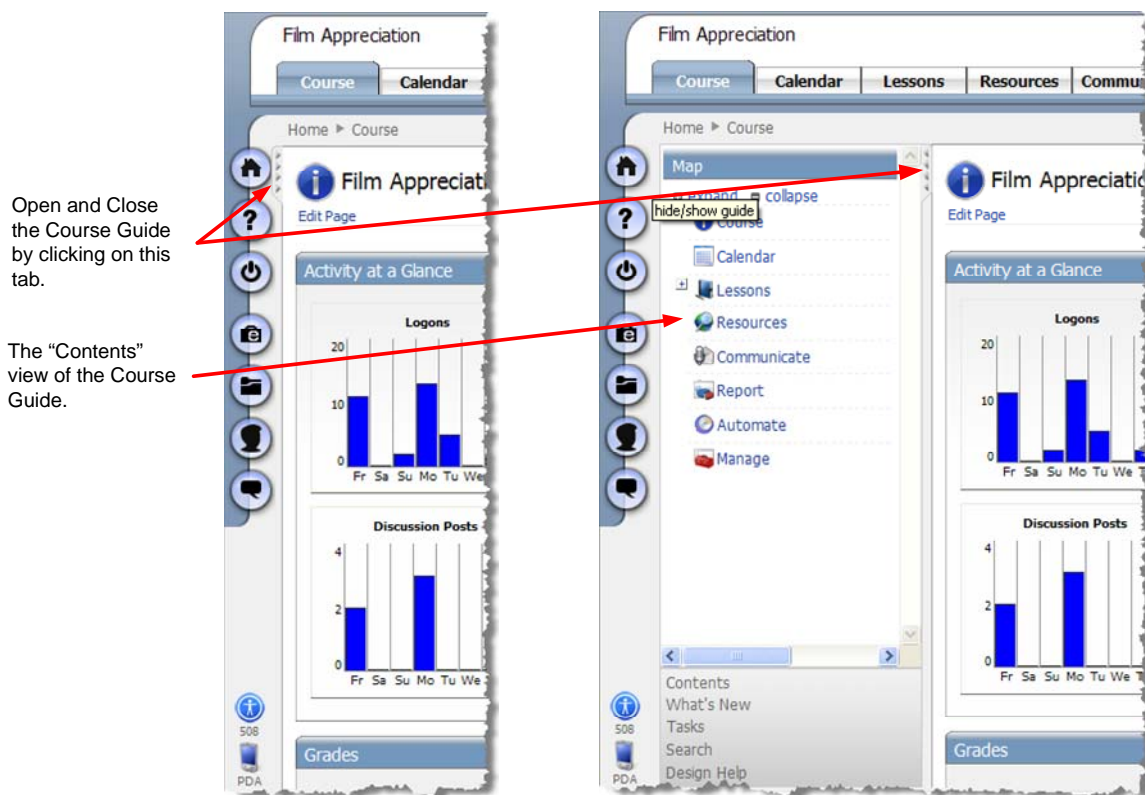 Open and Close
the Course Guide
by clicking on this
tab.
The “Contents”
view of the Course
Guide.
Film Appreciation
Course
Calendar
Home ▶ Course
Film Appreciati
Edit Page
Activity at a Glance
Logons
20
10
0
Fr Sa Su Mo Tu We
Discussion Posts
4
2
0
Fr Sa Su Mo Tu We
Grades
508
PDA
Film Appreciation
Course
Calendar
Lessons
Resources
Commu
Home ▶ Course
Map
expand collapse
hide/show guide
Course
Calendar
Lessons
Resources
Communicate
Report
Automate
Manage
Contents
What's New
Tasks
Search
Design Help
508
PDA
Film Appreciatio
Edit Page
Activity at a Glance
Logons
20
10
0
Fr Sa Su Mo Tu We
Discussion Posts
4
2
0
Fr Sa Su Mo Tu We
Grades